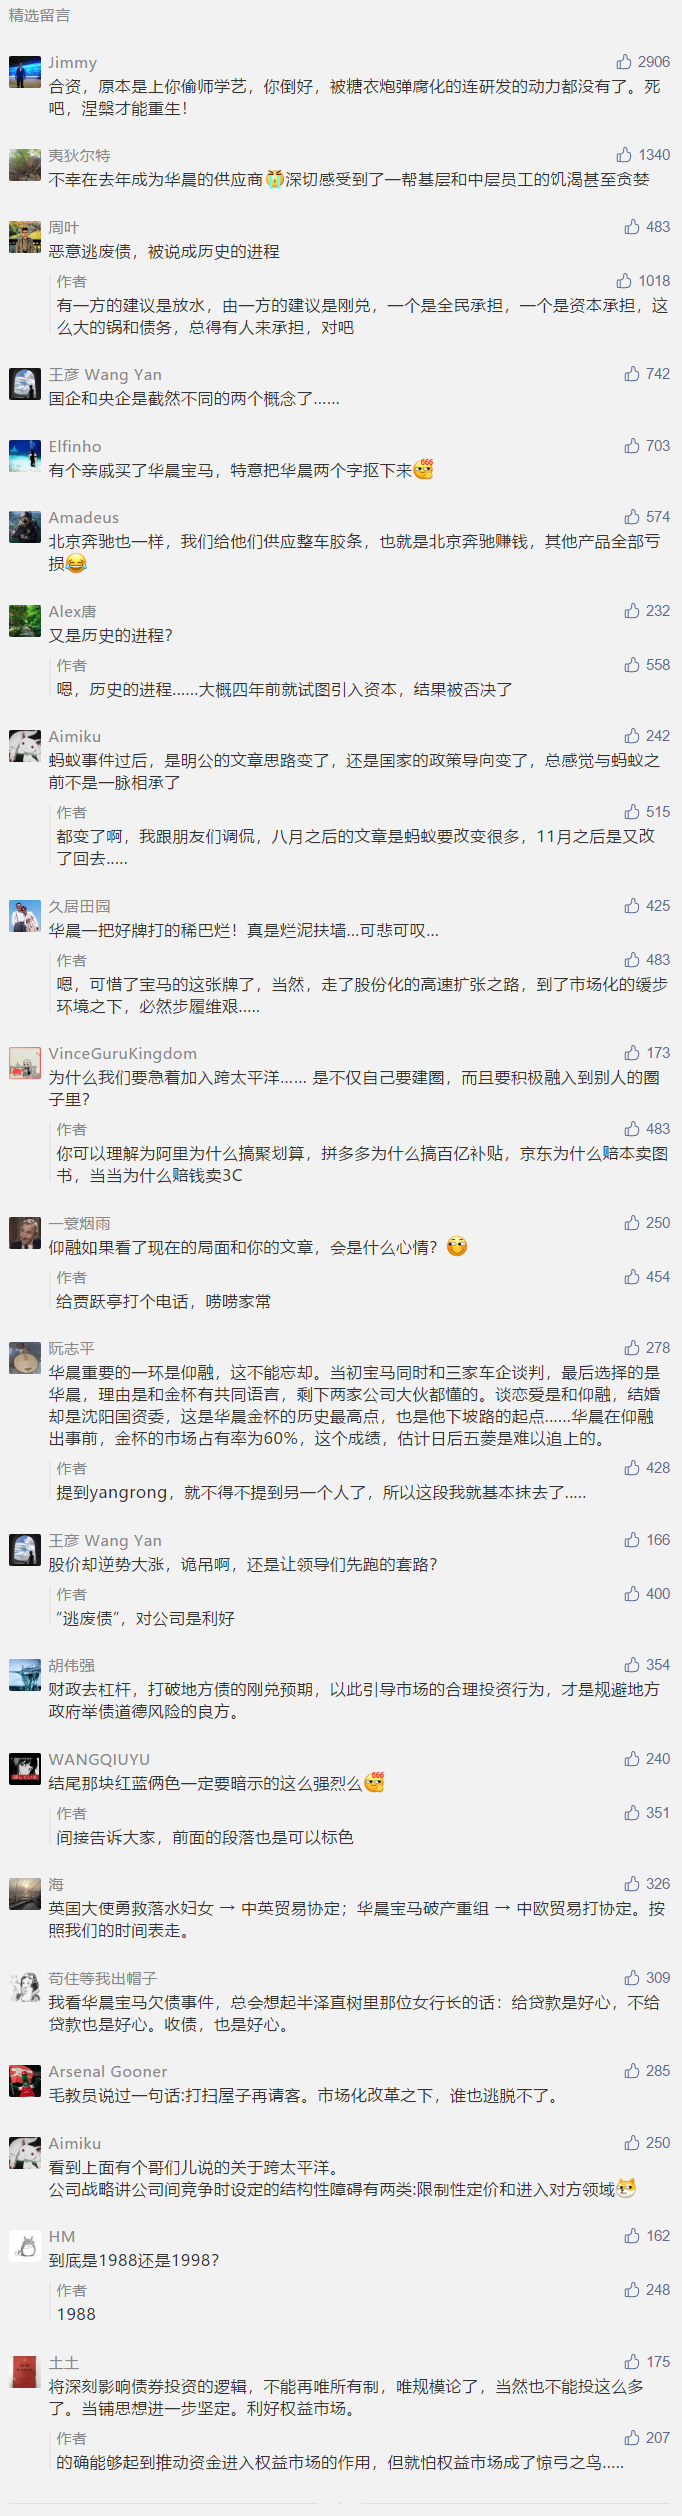 精选留言
Jimmy 2906
合资，原本是上你偷师学艺，你倒好，被糖衣炮弹腐化的连研发的动力都没有了。死
吧，涅槃才能重生！
夷狄尔特 1340
不幸在去年成为华晨的供应商😭深切感受到了一帮基层和中层员工的饥渴甚至贪婪
周叶 483
恶意逃废债，被说成历史的进程
作者 1018
有一方的建议是放水，由一方的建议是刚兑，一个是全民承担，一个是资本承担，这
么大的锅和债务，总得有人来承担，对吧
王彦 Wang Yan 742
国企和央企是截然不同的两个概念了......
Elfinho 703
有个亲戚买了华晨宝马，特意把华晨两个字抠下来
Amadeus 574
北京奔驰也一样，我们给他们供应整车胶条，也就是北京奔驰赚钱，其他产品全部亏
损😂
Alex唐 232
又是历史的进程？
作者 558
嗯，历史的进程......大概四年前就试图引入资本，结果被否决了
Aimiku 242
蚂蚁事件过后，是明公的文章思路变了，还是国家的政策导向变了，总感觉与蚂蚁之
前不是一脉相承了
作者 515
都变了啊，我跟朋友们调侃，八月之后的文章是蚂蚁要改变很多，11月之后是又改
了回去.....
久居田园 425
华晨一把好牌打的稀巴烂！真是烂泥扶墙...可悲可叹...
作者 483
嗯，可惜了宝马的这张牌了，当然，走了股份化的高速扩张之路，到了市场化的缓步
环境之下，必然步履维艰.....
VinceGuruKingdom 173
为什么我们要急着加入跨太平洋...... 是不仅自己要建圈，而且要积极融入到别人的圈
子里？
作者 483
你可以理解为阿里为什么搞聚划算，拼多多为什么搞百亿补贴，京东为什么赔本卖图
书，当当为什么赔钱卖3C
一蓑烟雨 250
仰融如果看了现在的局面和你的文章，会是什么心情？
作者 454
给贾跃亭打个电话，唠唠家常
阮志平 278
华晨重要的一环是仰融，这不能忘却。当初宝马同时和三家车企谈判，最后选择的是
华晨，理由是和金杯有共同语言，剩下两家公司大伙都懂的。谈恋爱是和仰融，结婚
却是沈阳国资委，这是华晨金杯的历史最高点，也是他下坡路的起点......华晨在仰融
出事前，金杯的市场占有率为60%，这个成绩，估计日后五菱是难以追上的。
作者 428
提到yangrong，就不得不提到另一个人了，所以这段我就基本抹去了.....
王彦 Wang Yan 166
股价却逆势大涨，诡吊啊，还是让领导们先跑的套路？
作者 400
“逃废债”，对公司是利好
胡伟强 354
财政去杠杆，打破地方债的刚兑预期，以此引导市场的合理投资行为，才是规避地方
政府举债道德风险的良方。
WANGQIUYU 240
结尾那块红蓝俩色一定要暗示的这么强烈么
作者 351
间接告诉大家，前面的段落也是可以标色
海 326
英国大使勇救落水妇女 → 中英贸易协定；华晨宝马破产重组 → 中欧贸易打协定。按
照我们的时间表走。
苟住等我出帽子 309
我看华晨宝马欠债事件，总会想起半泽直树里那位女行长的话：给贷款是好心，不给
贷款也是好心。收债，也是好心。
Arsenal Gooner 285
毛教员说过一句话:打扫屋子再请客。市场化改革之下，谁也逃脱不了。
Aimiku 250
看到上面有个哥们儿说的关于跨太平洋。
公司战略讲公司间竞争时设定的结构性障碍有两类:限制性定价和进入对方领域
HM 162
到底是1988还是1998？
作者 248
1988
土土 175
将深刻影响债券投资的逻辑，不能再唯所有制，唯规模论了，当然也不能投这么多
了。当铺思想进一步坚定。利好权益市场。
作者 207
的确能够起到推动资金进入权益市场的作用，但就怕权益市场成了惊弓之鸟.....